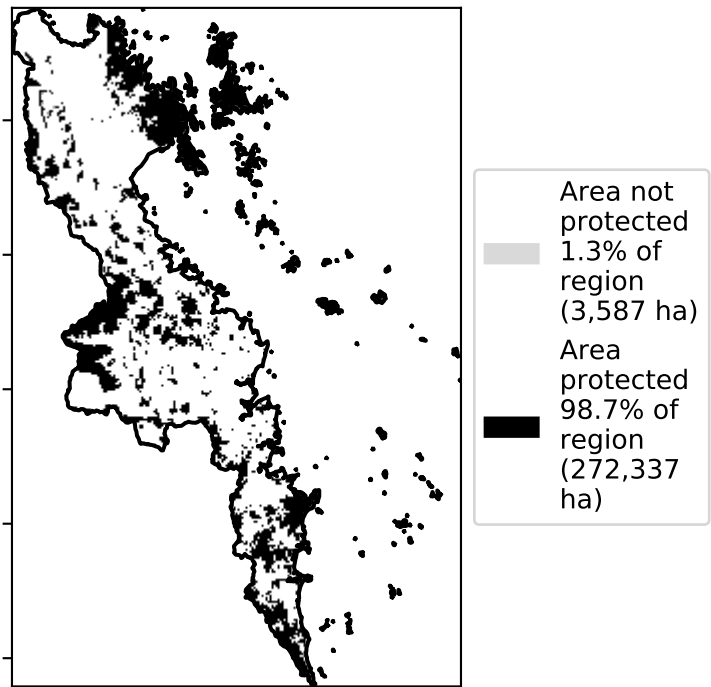 Area not
protected
1.3% of
region
(3,587 ha)
Area
protected
98.7% of
region
(272,337
ha)